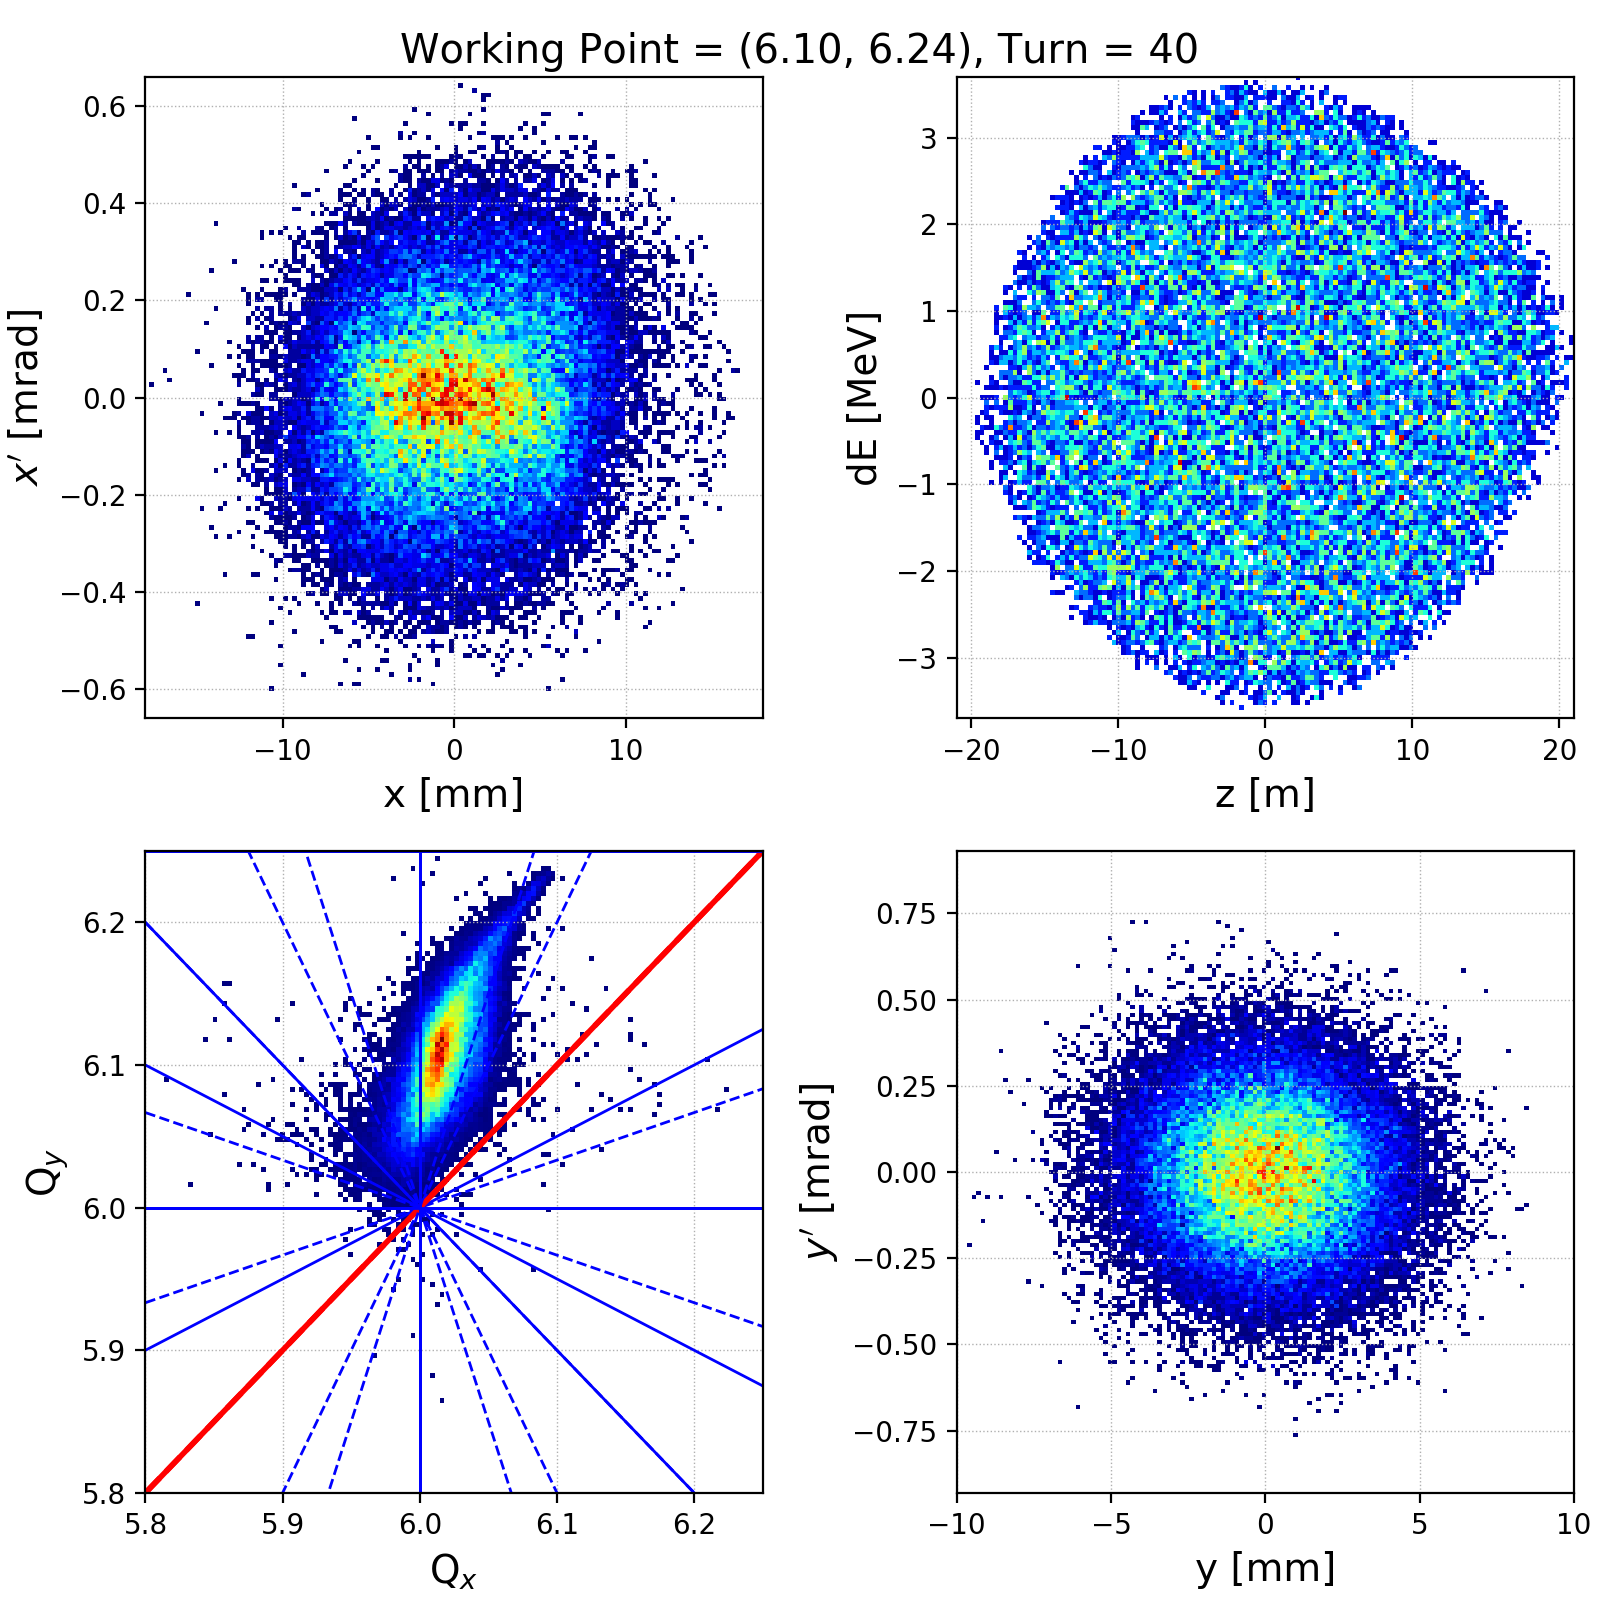 Working Point = (6.10, 6.24), Turn = 40
0.6
0.4
0.2
0.0
−0.2
−0.4
−0.6
x′ [mrad]
−10 0 10
x [mm]
3
2
1
0
−1
−2
−3
dE [MeV]
−20 −10 0 10 20
z [m]
6.2
6.1
6.0
5.9
5.8
Qy
5.8 5.9 6.0 6.1 6.2
Qx
0.75
0.50
0.25
0.00
−0.25
−0.50
−0.75
y′ [mrad]
−10 −5 0 5 10
y [mm]